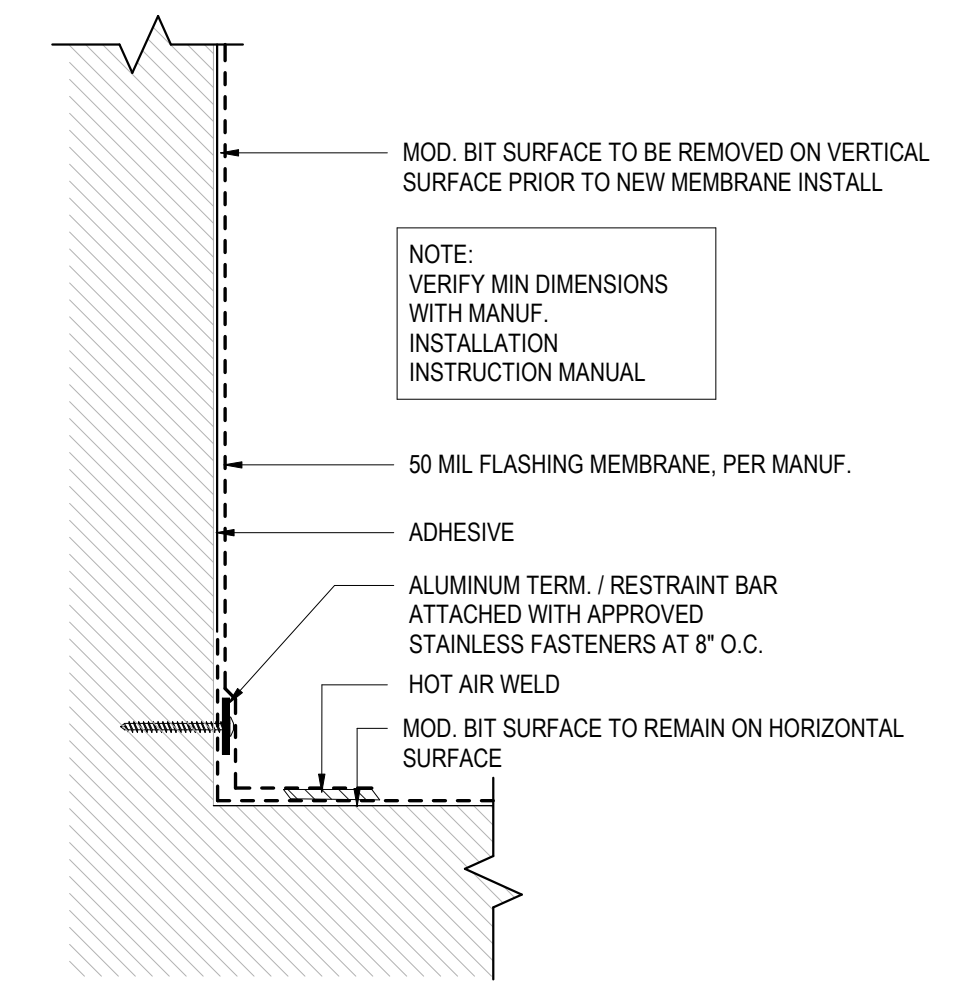 MOD. BIT SURFACE TO BE REMOVED ON VERTICAL
SURFACE PRIOR TO NEW MEMBRANE INSTALL
NOTE:
VERIFY MIN DIMENSIONS
WITH MANUF.
INSTALLATION
INSTRUCTION MANUAL
50 MIL FLASHING MEMBRANE, PER MANUF.
ADHESIVE
ALUMINUM TERM. / RESTRAINT BAR
ATTACHED WITH APPROVED
STAINLESS FASTENERS AT 8" O.C.
HOT AIR WELD
MOD. BIT SURFACE TO REMAIN ON HORIZONTAL
SURFACE